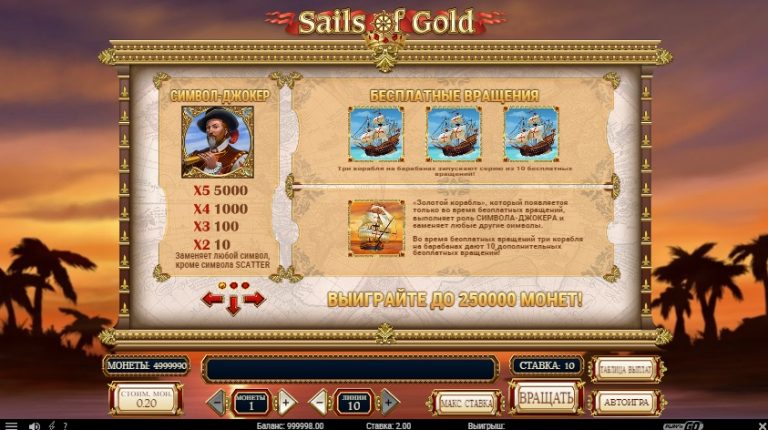 Sails of Gold
СИМВОЛ-ДЖОКЕР
X5 5000
X4 1000
X3 100
X2 10
Заменяет любой символ,
кроме символа SCATTER
БЕСПЛАТНЫЕ ВРАЩЕНИЯ
Три корабля на барабанах запускают серию из 10 бесплатных
вращений!
«Золотой корабль», который появляется
только во время бесплатных вращений,
выполняет роль СИМВОЛА-ДЖОКЕРА и
заменяет любые другие символы.
Во время бесплатных вращений три корабля
на барабанах дают 10 дополнительных
бесплатных вращений!
ВЫИГРАЙТЕ ДО 250000 МОНЕТ!
МОНЕТЫ: 4999990
СТАВКА: 10
ТАБЛИЦА ВЫПЛАТ
СТОИМ. МОН.
0.20
МОНЕТЫ
1
ЛИНИИ
10
МАКС. СТАВКА
ВРАЩАТЬ
АВТОИГРА
Баланс: 999998.00
Ставка: 2.00
Выигрыш:
PLAY'N GO